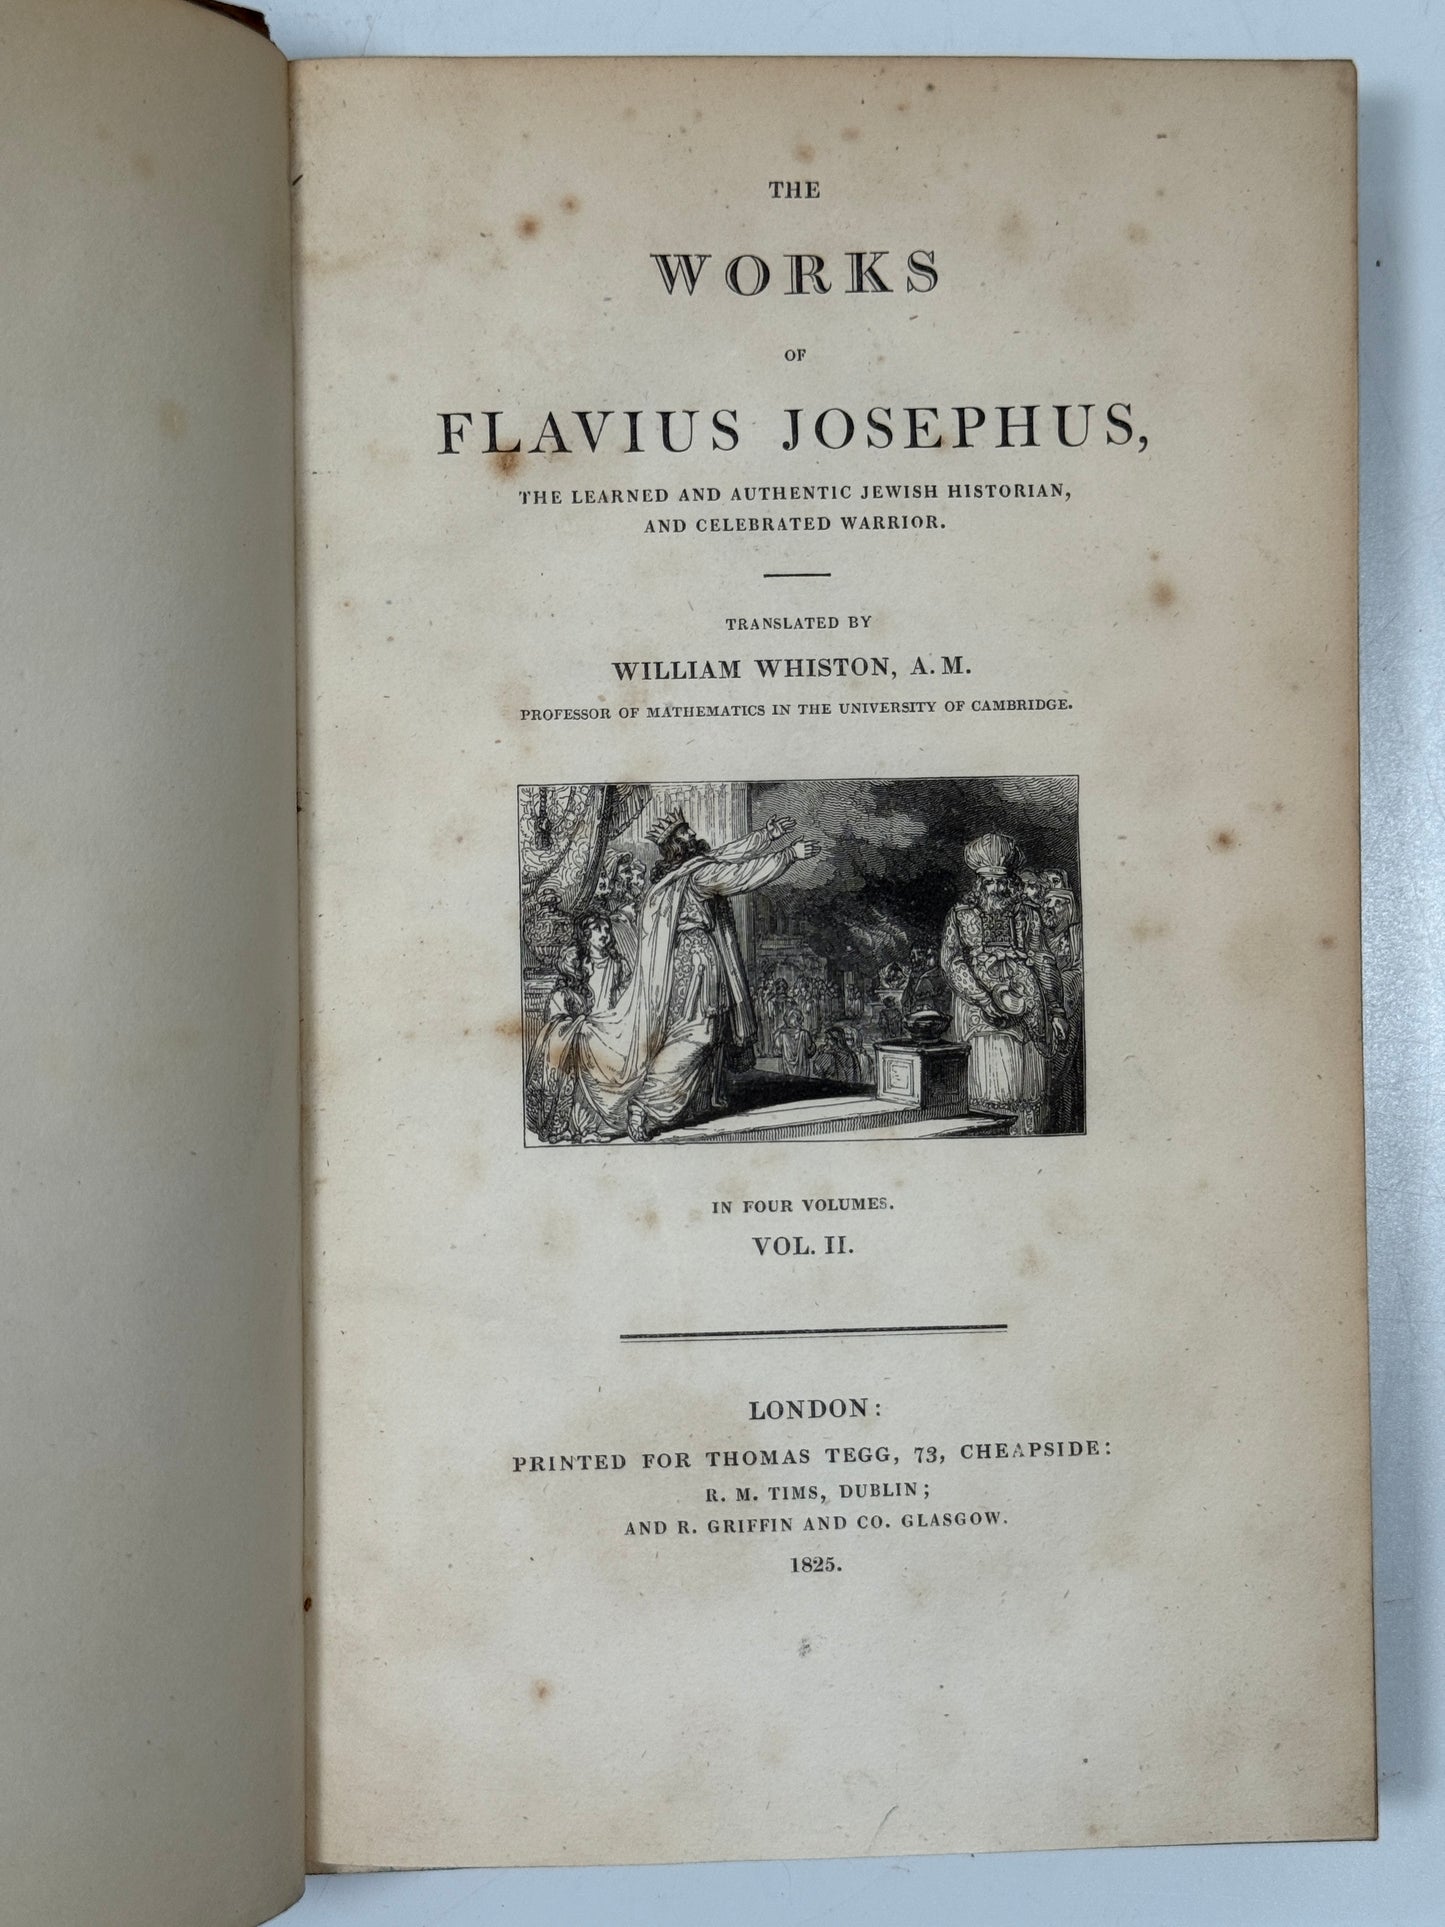 THE
WORKS
OF
FLAVIUS JOSEPHUS,
THE LEARNED AND AUTHENTIC JEWISH HISTORIAN,
AND CELEBRATED WARRIOR.
TRANSLATED BY
WILLIAM WHISTON, A. M.
PROFESSOR OF MATHEMATICS IN THE UNIVERSITY OF CAMBRIDGE.
IN FOUR VOLUMES.
VOL. II.
LONDON:
PRINTED FOR THOMAS TEGG, 73, CHEAPSIDE:
R. M. TIMS, DUBLIN;
AND R. GRIFFIN AND CO. GLASGOW.
1825.